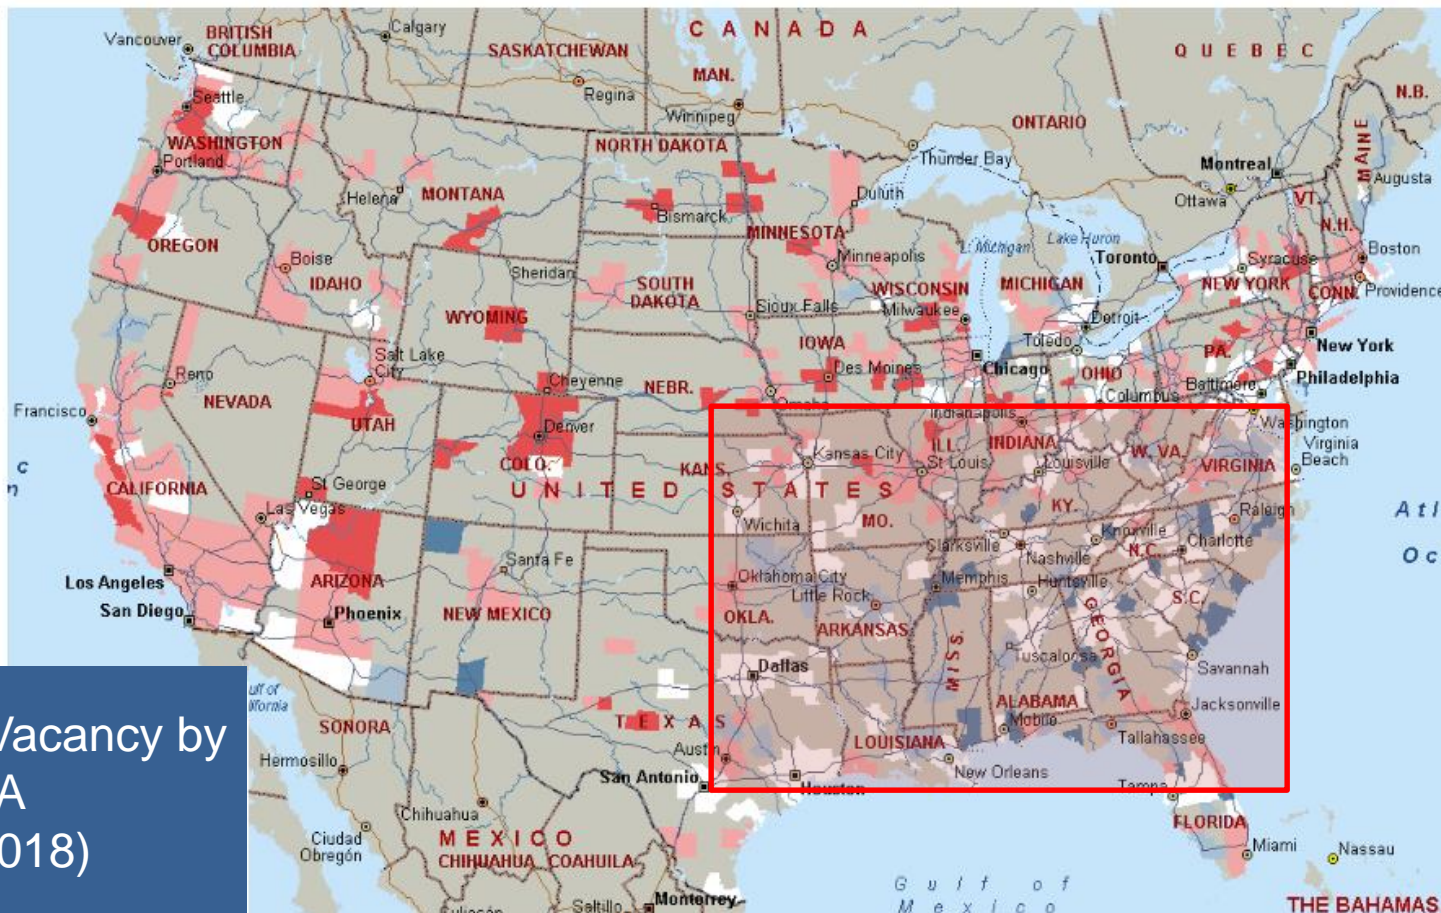 CANADA
BRITISH
COLUMBIA
Vancouver
Calgary
SASKATCHEWAN
MAN.
Regina
Winnipeg
ONTARIO
QUEBEC
N.B.
Seattle
WASHINGTON
Portland
Helena
MONTANA
NORTH DAKOTA
Bismarck
MINNESOTA
Duluth
Thunder Bay
Montreal
Ottawa
MAINE
Augusta
VT.
N.H.
OREGON
Boise
IDAHO
Sheridan
SOUTH
DAKOTA
Minneapolis
L. Michigan
Lake Huron
Toronto
Syracuse
Boston
WYOMING
Sioux Falls
WISCONSIN
Milwaukee
MICHIGAN
Detroit
NEW YORK
CONN.
Providence
Reno
NEVADA
Salt Lake
City
UTAH
Cheyenne
NEBR.
IOWA
Des Moines
Omaha
Chicago
Toledo
OHIO
Columbus
PA.
New York
Philadelphia
Baltimore
Washington
Francisco
CALIFORNIA
St George
Las Vegas
Denver
COLO.
KANS.
Kansas City
Wichita
UNITED STATES
MO.
ILL.
St Louis
Indianapolis
INDIANA
Louisville
KY.
W. VA.
VIRGINIA
Virginia
Beach
Raleigh
c
n
Atl
Oc
Los Angeles
San Diego
ARIZONA
Phoenix
Santa Fe
NEW MEXICO
Oklahoma City
OKLA.
Little Rock
ARKANSAS
Memphis
Clarksville
Nashville
Knoxville
Huntsville
N.C.
Charlotte
S.C.
GEORGIA
MISS.
Tuscaloosa
ALABAMA
Savannah
Dallas
TEXAS
Austin
San Antonio
Houston
LOUISIANA
New Orleans
Mobile
Tallahassee
Jacksonville
Tampa
FLORIDA
Miami
Nassau
THE BAHAMAS
ulf of
lifornia
SONORA
Hermosillo
Chihuahua
Ciudad
Obregón
MEXICO
CHIHUAHUA
COAHUILA
Saltillo
Monterrey
Gulf of
Mexico
Vacancy by
A
018)